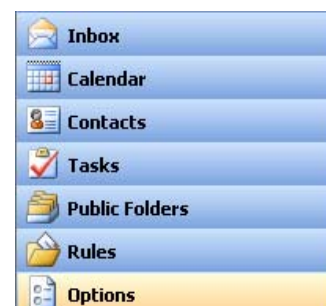 Inbox
Calendar
Contacts
Tasks
Public Folders
Rules
Options